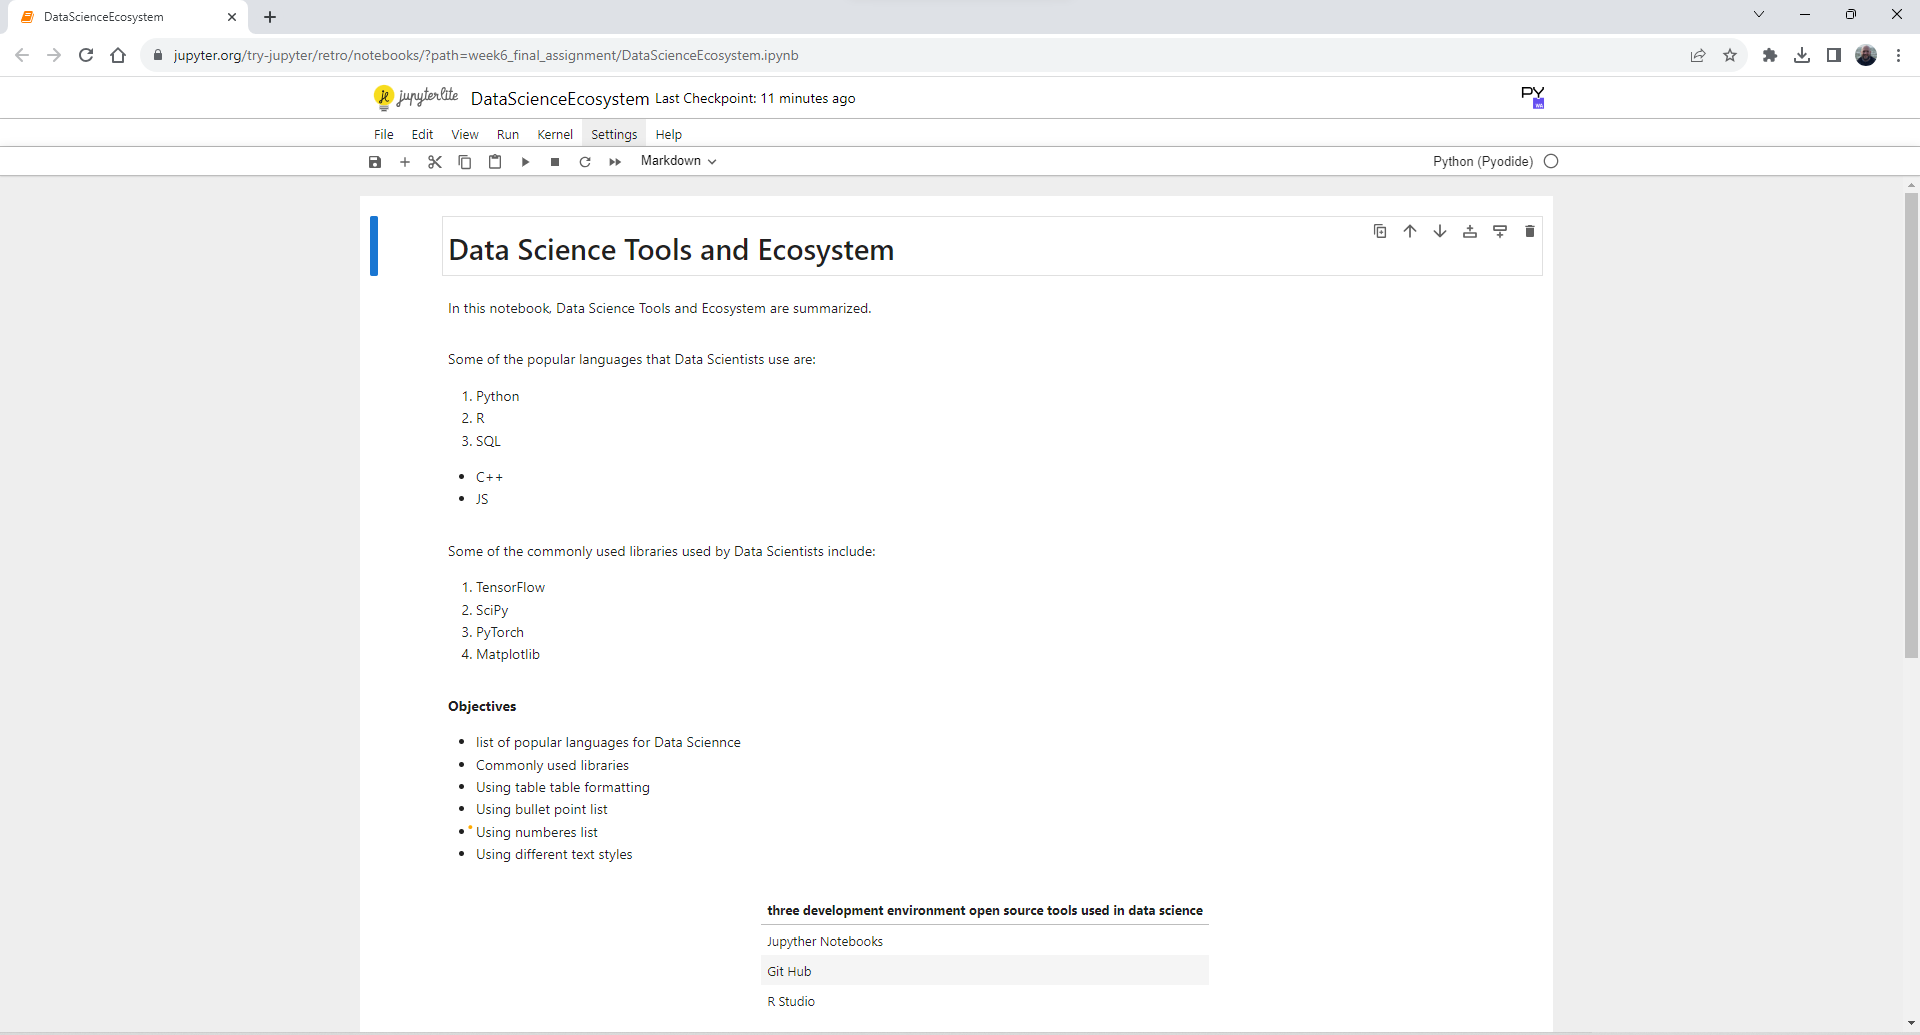 DataScienceEcosystem
jupyter.org/try-jupyter/retro/notebooks/?path=week6_final_assignment/DataScienceEcosystem.ipynb
jupyterlite DataScienceEcosystem Last Checkpoint: 11 minutes ago
PY
File Edit View Run Kernel Settings Help
Markdown Python (Pyodide)
Data Science Tools and Ecosystem
In this notebook, Data Science Tools and Ecosystem are summarized.
Some of the popular languages that Data Scientists use are:
1. Python
2. R
3. SQL
• C++
• JS
Some of the commonly used libraries used by Data Scientists include:
1. TensorFlow
2. SciPy
3. PyTorch
4. Matplotlib
Objectives
• list of popular languages for Data Sciennce
• Commonly used libraries
• Using table table formatting
• Using bullet point list
• Using numberes list
• Using different text styles
three development environment open source tools used in data science
Jupyther Notebooks
Git Hub
R Studio